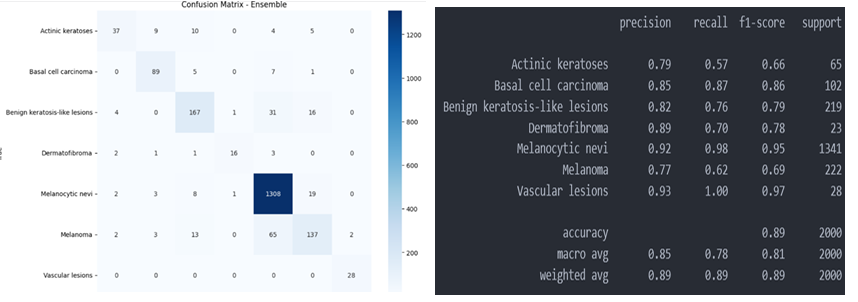 Confusion Matrix - Ensemble
Actinic keratoses 37 9 10 0 4 5 0
Basal cell carcinoma 0 89 5 0 7 1 0
Benign keratosis-like lesions 4 0 167 1 31 16 0
Dermatofibroma 2 1 1 16 3 0 0
Melanocytic nevi 2 3 8 1 1308 19 0
Melanoma 2 3 13 0 65 137 2
Vascular lesions 0 0 0 0 0 0 28
1200
1000
800
600
400
200
precision recall f1-score support
Actinic keratoses 0.79 0.57 0.66 65
Basal cell carcinoma 0.85 0.87 0.86 102
Benign keratosis-like lesions 0.82 0.76 0.79 219
Dermatofibroma 0.89 0.70 0.78 23
Melanocytic nevi 0.92 0.98 0.95 1341
Melanoma 0.77 0.62 0.69 222
Vascular lesions 0.93 1.00 0.97 28
accuracy 0.89 2000
macro avg 0.85 0.78 0.81 2000
weighted avg 0.89 0.89 0.89 2000